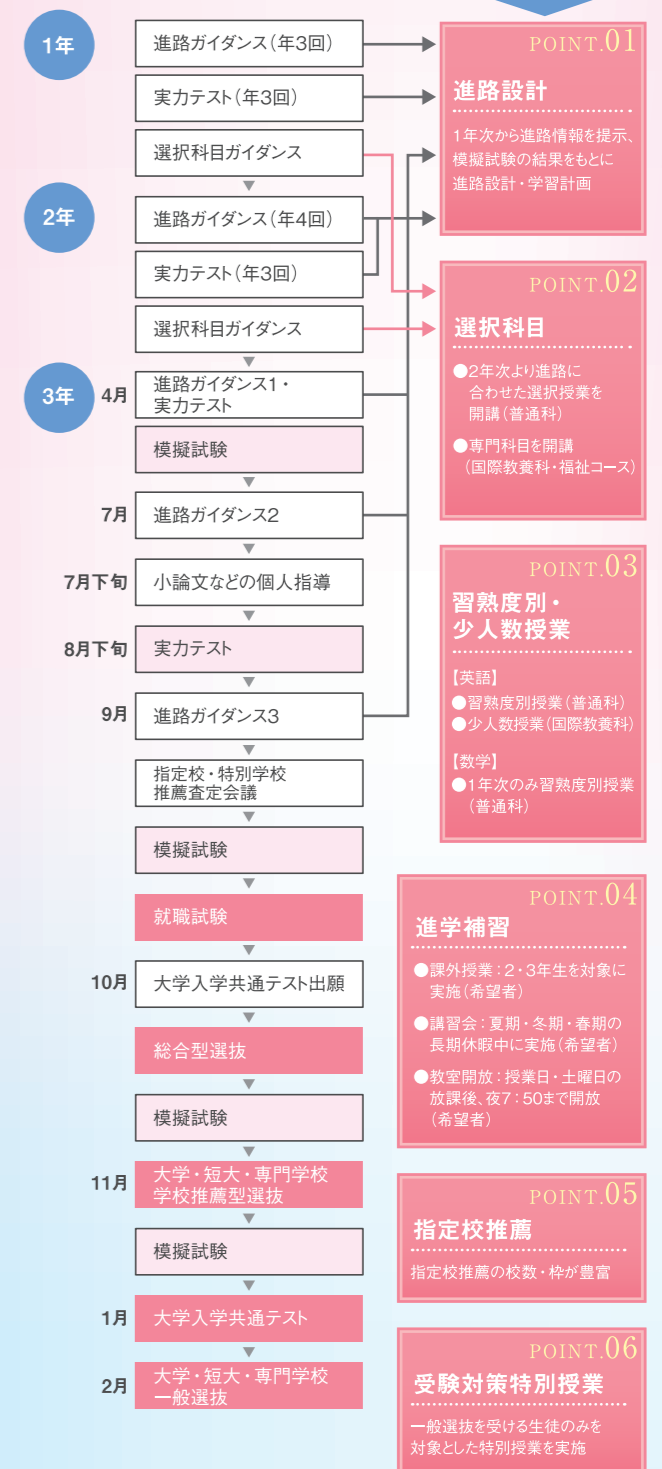 1年
進路ガイダンス（年3回）
実力テスト（年3回）
選択科目ガイダンス
2年
進路ガイダンス（年4回）
実力テスト（年3回）
選択科目ガイダンス
3年
4月
進路ガイダンス1・
実力テスト
模擬試験
7月
進路ガイダンス2
7月下旬
小論文などの個人指導
8月下旬
実力テスト
9月
進路ガイダンス3
指定校・特別学校
推薦査定会議
模擬試験
就職試験
10月
大学入学共通テスト出願
総合型選抜
模擬試験
11月
大学・短大・専門学校
学校推薦型選抜
模擬試験
1月
大学入学共通テスト
2月
大学・短大・専門学校
一般選抜
POINT.01
進路設計
1年次から進路情報を提示、
模擬試験の結果をもとに
進路設計・学習計画
POINT.02
選択科目
●2年次より進路に
合わせた選択授業を
開講（普通科）
●専門科目を開講
（国際教養科・福祉コース）
POINT.03
習熟度別・
少人数授業
【英語】
●習熟度別授業（普通科）
●少人数授業（国際教養科）
【数学】
●1年次のみ習熟度別授業
（普通科）
POINT.04
進学補習
●課外授業：2・3年生を対象に
実施（希望者）
●講習会：夏期・冬期・春期の
長期休暇中に実施（希望者）
●教室開放：授業日・土曜日の
放課後、夜7：50まで開放
（希望者）
POINT.05
指定校推薦
指定校推薦の校数・枠が豊富
POINT.06
受験対策特別授業
一般選抜を受ける生徒のみを
対象とした特別授業を実施